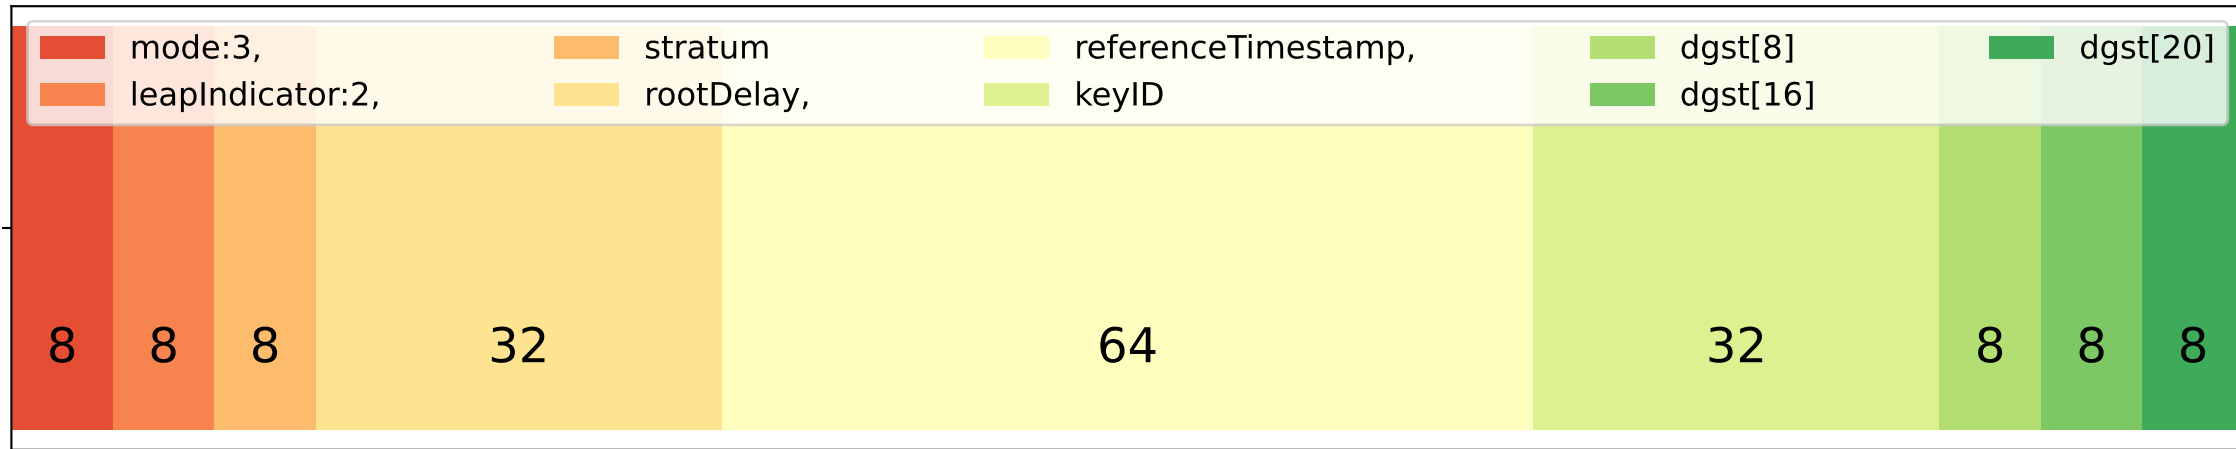 mode:3, stratum referenceTimestamp, dgst[8] dgst[20]
leapIndicator:2, rootDelay, keyID dgst[16]
8 8 8 32 64 32 8 8 8